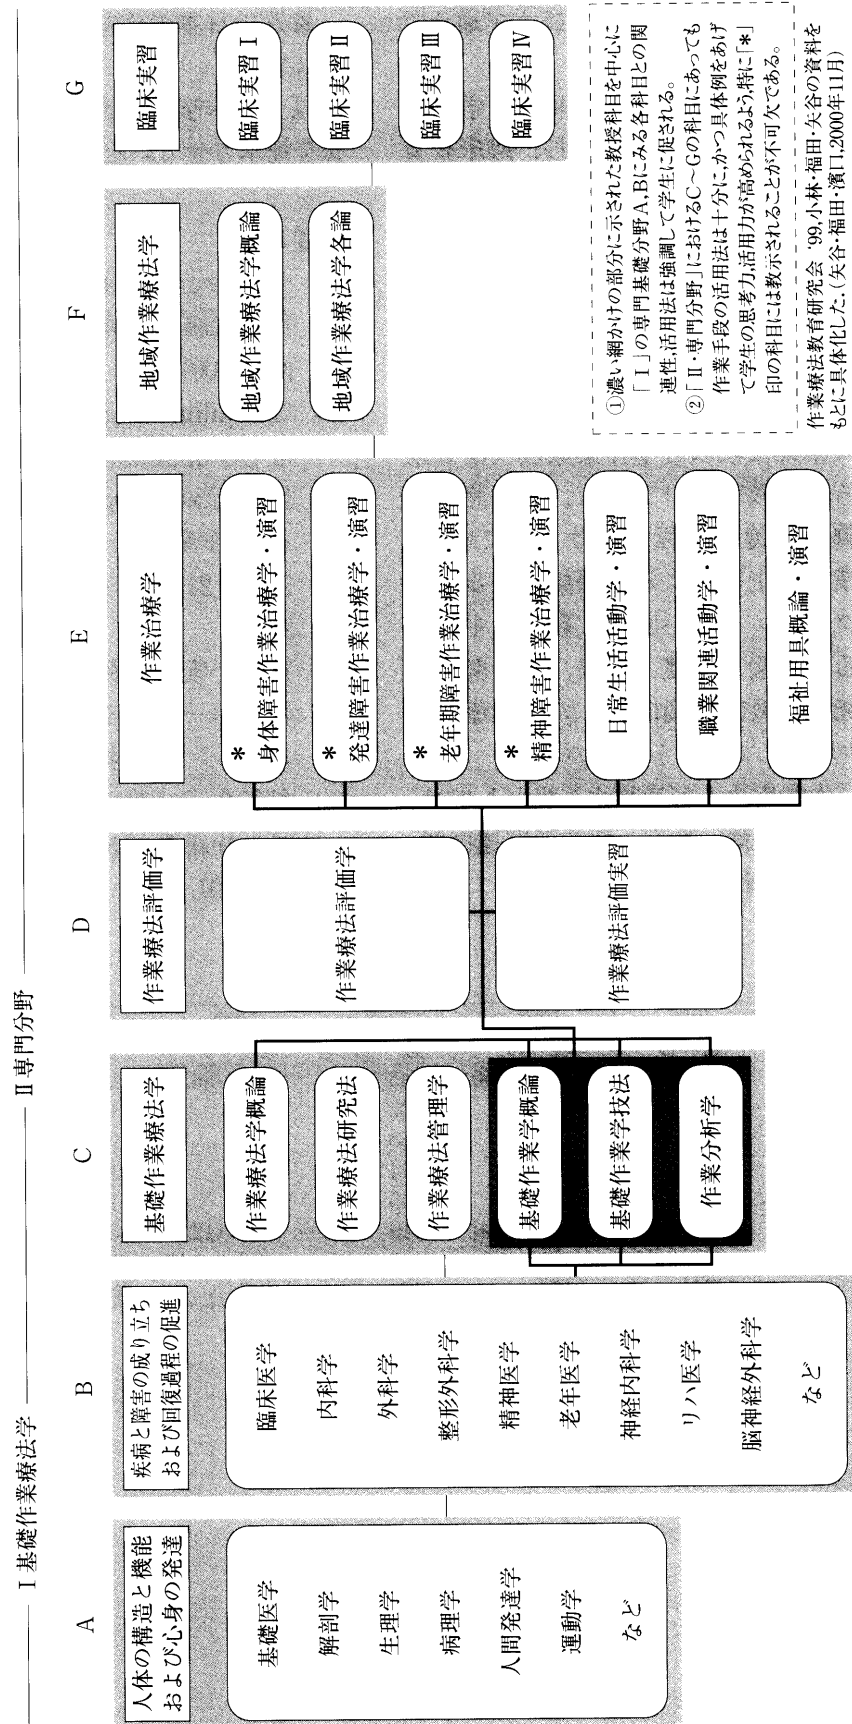 Ⅰ基礎作業療法学
Ⅱ専門分野
A
人体の構造と機能
および心身の発達
基礎医学
解剖学
生理学
病理学
人間発達学
運動学
など
B
疾病と障害の成り立ち
および回復過程の促進
臨床医学
内科学
外科学
整形外科学
精神医学
老年医学
神経内科学
リハ医学
脳神経外科学
など
C
基礎作業療法学
作業療法学概論
作業療法研究法
作業療法管理学
基礎作業学概論
基礎作業学技法
作業分析学
D
作業療法評価学
作業療法評価学
作業療法評価実習
E
作業治療学
*
身体障害作業治療学・演習
*
発達障害作業治療学・演習
*
老年期障害作業治療学・演習
*
精神障害作業治療学・演習
日常生活活動学・演習
職業関連活動学・演習
福祉用具概論・演習
F
地域作業療法学
地域作業療法学概論
地域作業療法学各論
G
臨床実習
臨床実習Ⅰ
臨床実習Ⅱ
臨床実習Ⅲ
臨床実習Ⅳ
①濃い網かけの部分に示された教授科目を中心に
「Ⅰ」の専門基礎分野A,Bにみる各科目との関
連性,活用法は強調して学生に促される。
②「Ⅱ・専門分野」におけるC〜Gの科目にあっても
作業手段の活用法は十分に,かつ具体例をあげ
て学生の思考力,活用力が高められるよう,特に「*」
印の科目には教示されることが不可欠である。
作業療法教育研究会 '99,小林・福田・矢谷の資料を
もとに具体化した.(矢谷・福田・濱口,2000年11月)